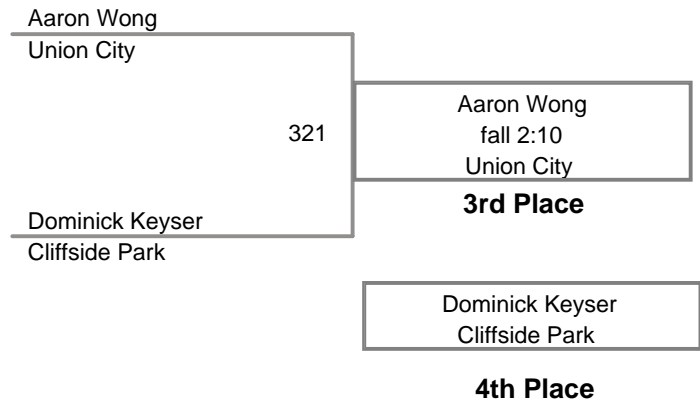 Aaron Wong
Union City
321
Aaron Wong
fall 2:10
Union City
3rd Place
Dominick Keyser
Cliffside Park
Dominick Keyser
Cliffside Park
4th Place